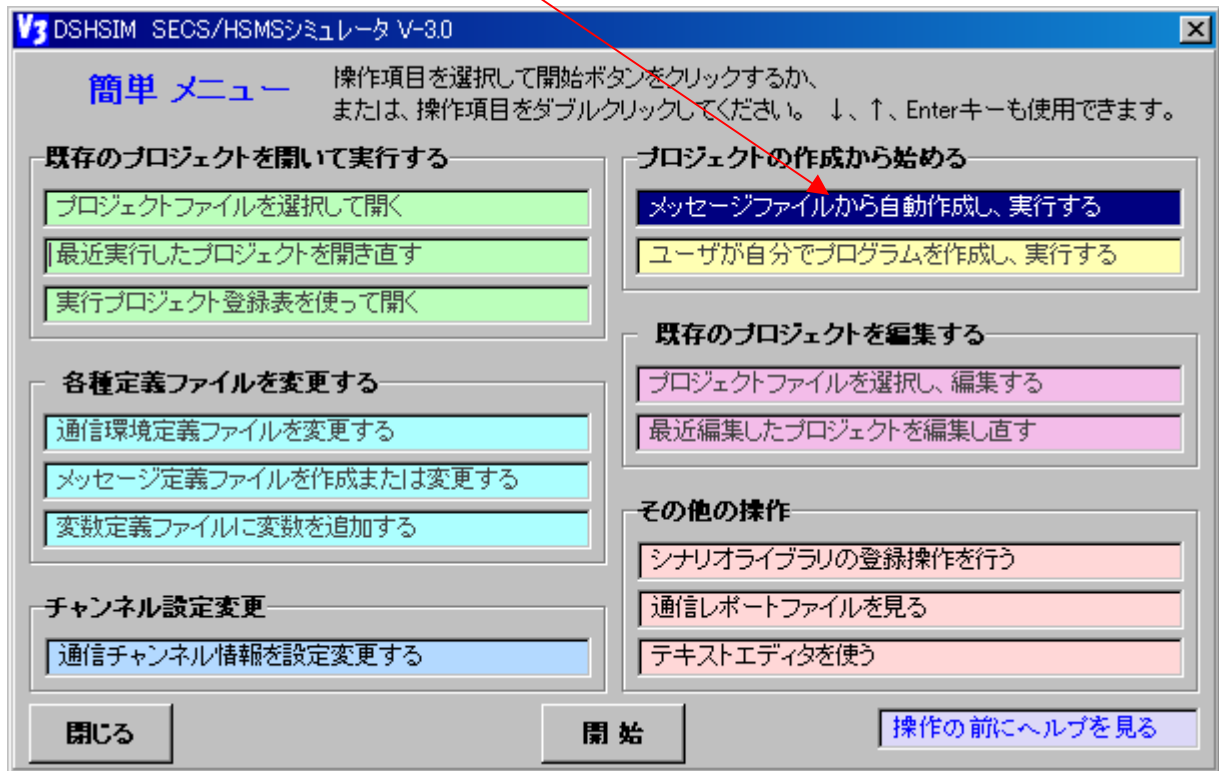 V3 DSHSIM SECS/HSMSシミュレータ V-3.0
簡単 メニュー
操作項目を選択して開始ボタンをクリックするか、
または、操作項目をダブルクリックしてください。 ↓、↑、Enterキーも使用できます。
既存のプロジェクトを開いて実行する
プロジェクトファイルを選択して開く
最近実行したプロジェクトを開き直す
実行プロジェクト登録表を使って開く
各種定義ファイルを変更する
通信環境定義ファイルを変更する
メッセージ定義ファイルを作成または変更する
変数定義ファイルに変数を追加する
チャンネル設定変更
通信チャンネル情報を設定変更する
プロジェクトの作成から始める
メッセージファイルから自動作成し、実行する
ユーザが自分でプログラムを作成し、実行する
既存のプロジェクトを編集する
プロジェクトファイルを選択し、編集する
最近編集したプロジェクトを編集し直す
その他の操作
シナリオライブラリの登録操作を行う
通信レポートファイルを見る
テキストエディタを使う
閉じる
開 始
操作の前にヘルプを見る